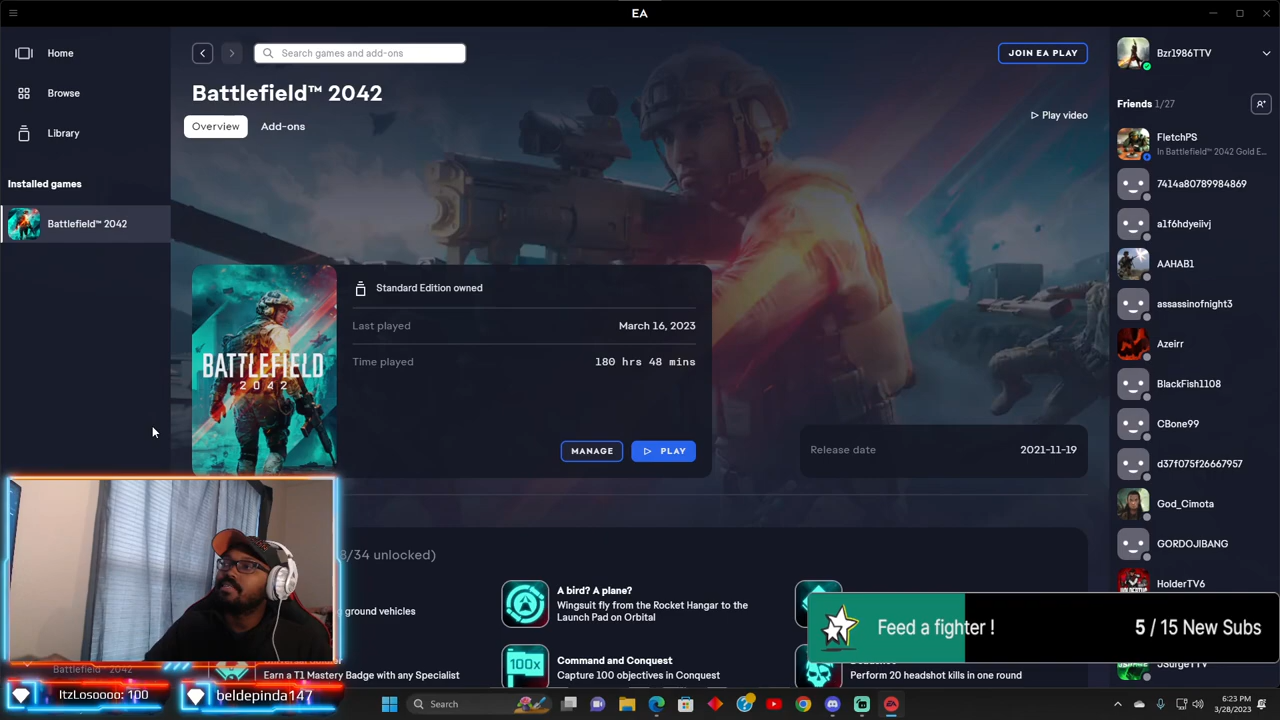 EA
Home
Browse
Library
Installed games
Battlefield™ 2042
Search games and add-ons
JOIN EA PLAY
Battlefield™ 2042
Overview
Add-ons
Play video
BATTLEFIELD
2042
Standard Edition owned
Last played
March 16, 2023
Time played
180 hrs 48 mins
MANAGE
PLAY
Release date
2021-11-19
/34 unlocked)
ground vehicles
A bird? A plane?
Wingsuit fly from the Rocket Hangar to the
Launch Pad on Orbital
100x
Command and Conquest
Capture 100 objectives in Conquest
Earn a T1 Mastery Badge with any Specialist
Perform 20 headshot kills in one round
Battlefield™ 2042
Bzr1986TTV
Friends 1/27
FletchPS
In Battlefield™ 2042 Gold E...
7414a80789984869
a1f6hdyeiivj
AAHAB1
assassinofnight3
Azeirr
BlackFish1108
CBone99
d37f075f26667957
God_Cimota
GORDOJIBANG
HolderTV6
JSurgeTTV
Feed a fighter !
5 / 15 New Subs
ItzLosoooo: 100
beldepinda147
Search
6:23 PM
3/28/2023